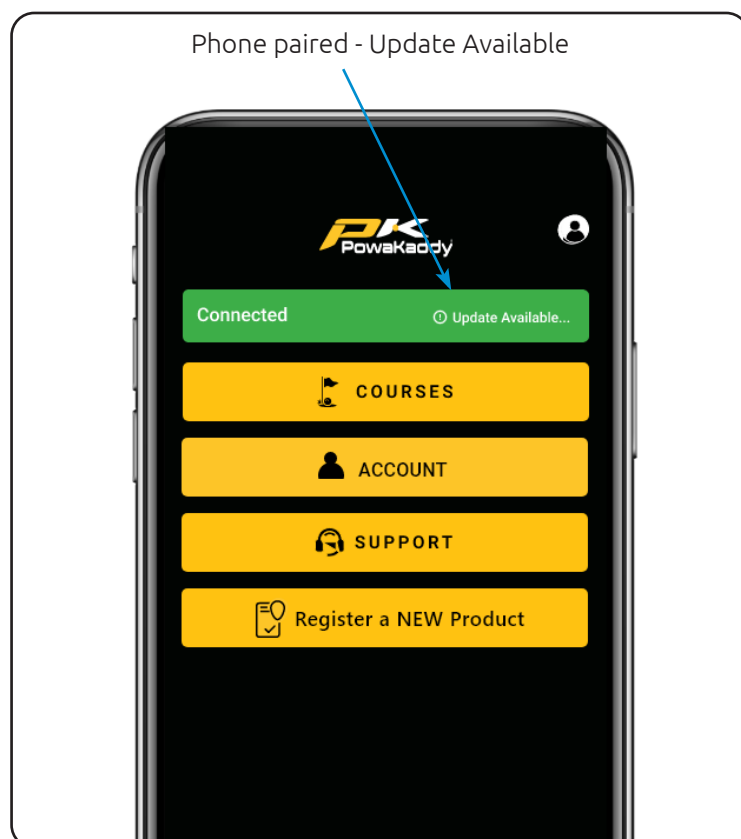 Phone paired - Update Available
PK
PowaKaddy
Connected
Update Available...
COURSES
ACCOUNT
SUPPORT
Register a NEW Product